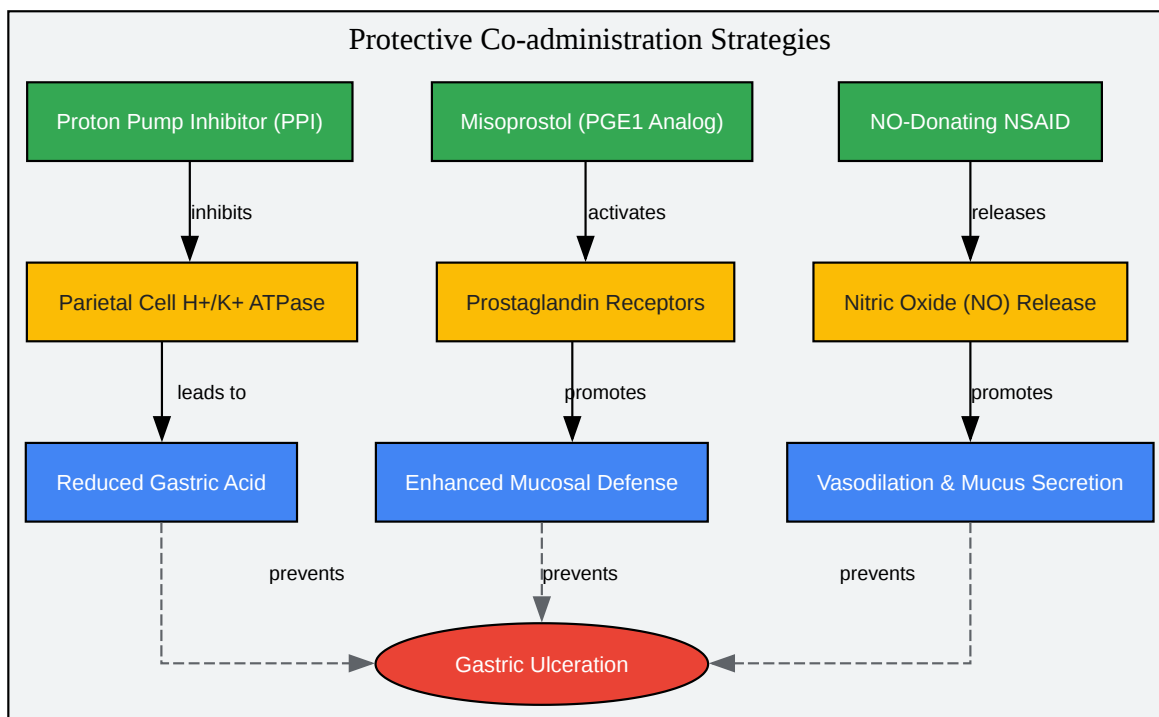 Protective Co-administration Strategies
Proton Pump Inhibitor (PPI)
Misoprostol (PGE1 Analog)
NO-Donating NSAID
inhibits
activates
releases
Parietal Cell H+/K+ ATPase
Prostaglandin Receptors
Nitric Oxide (NO) Release
leads to
promotes
promotes
Reduced Gastric Acid
Enhanced Mucosal Defense
Vasodilation & Mucus Secretion
prevents
prevents
prevents
Gastric Ulceration